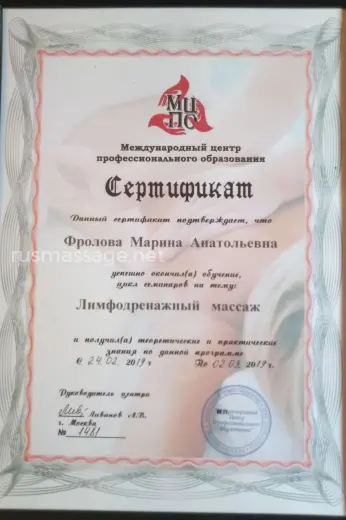 МЦ
ПО
Международный центр
профессионального образования
Сертификат
Данный сертификат подтверждает, что
Фролова Марина Анатольевна
rusmassage.net
успешно окончил(а) обучение,
цикл семинаров на тему:
Лимфодренажный массаж
и получил(а) теоретические и практические
знания по данной программе
С 24.02. 2019 г. По 02 03. 2019 г.
Руководитель центра
Ливанов А.В.
г. Москва
№ 1481